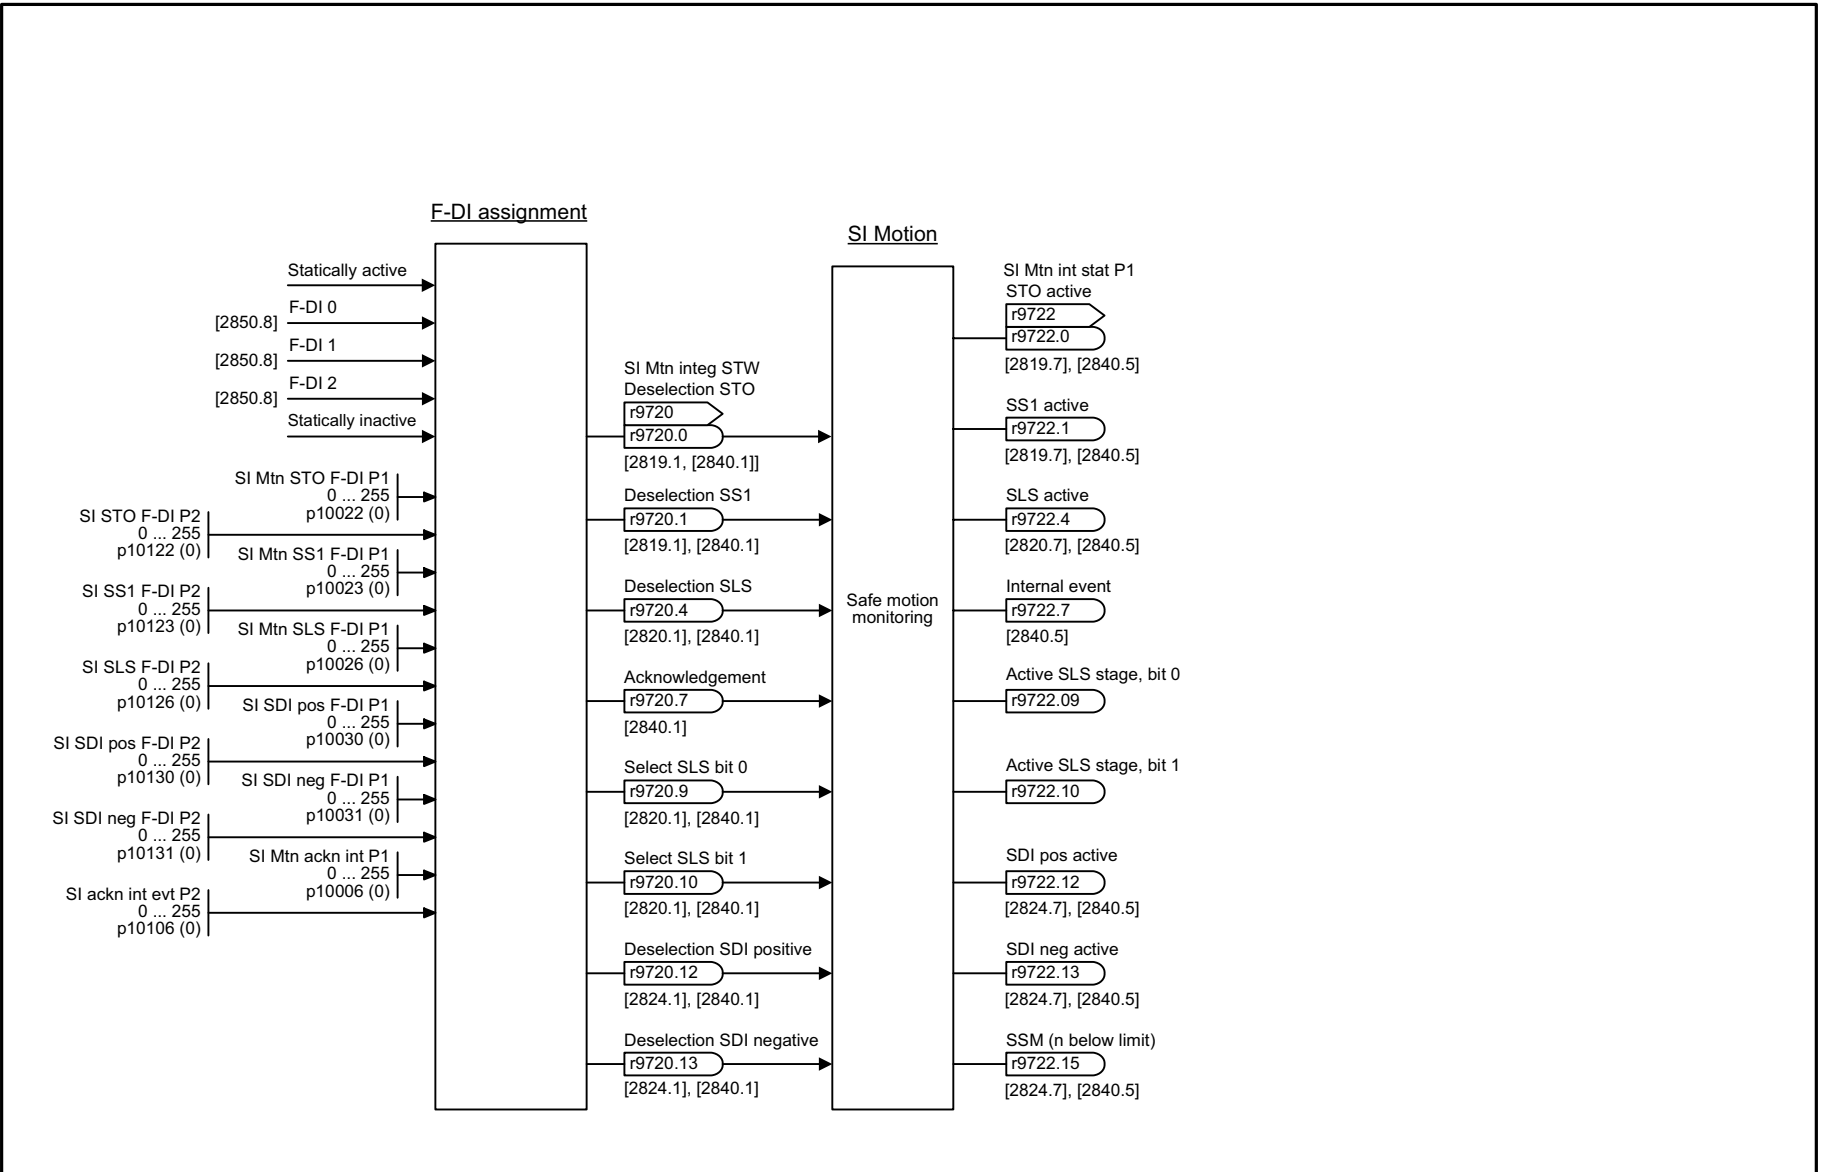 F-DI assignment
Statically active
F-DI 0
[2850.8]
F-DI 1
[2850.8]
F-DI 2
[2850.8]
Statically inactive
SI Mtn STO F-DI P1
0 ... 255
p10022 (0)
SI STO F-DI P2
0 ... 255
p10122 (0)
SI Mtn SS1 F-DI P1
0 ... 255
p10023 (0)
SI SS1 F-DI P2
0 ... 255
p10123 (0)
SI Mtn SLS F-DI P1
0 ... 255
p10026 (0)
SI SLS F-DI P2
0 ... 255
p10126 (0)
SI SDI pos F-DI P1
0 ... 255
p10030 (0)
SI SDI pos F-DI P2
0 ... 255
p10130 (0)
SI SDI neg F-DI P1
0 ... 255
p10031 (0)
SI SDI neg F-DI P2
0 ... 255
p10131 (0)
SI Mtn ackn int P1
0 ... 255
p10006 (0)
SI ackn int evt P2
0 ... 255
p10106 (0)
SI Mtn integ STW
Deselection STO
r9720
r9720.0
[2819.1, [2840.1]]
Deselection SS1
r9720.1
[2819.1], [2840.1]
Deselection SLS
r9720.4
[2820.1], [2840.1]
Acknowledgement
r9720.7
[2840.1]
Select SLS bit 0
r9720.9
[2820.1], [2840.1]
Select SLS bit 1
r9720.10
[2820.1], [2840.1]
Deselection SDI positive
r9720.12
[2824.1], [2840.1]
Deselection SDI negative
r9720.13
[2824.1], [2840.1]
SI Motion
Safe motion
monitoring
SI Mtn int stat P1
STO active
r9722
r9722.0
[2819.7], [2840.5]
SS1 active
r9722.1
[2819.7], [2840.5]
SLS active
r9722.4
[2820.7], [2840.5]
Internal event
r9722.7
[2840.5]
Active SLS stage, bit 0
r9722.09
Active SLS stage, bit 1
r9722.10
SDI pos active
r9722.12
[2824.7], [2840.5]
SDI neg active
r9722.13
[2824.7], [2840.5]
SSM (n below limit)
r9722.15
[2824.7], [2840.5]